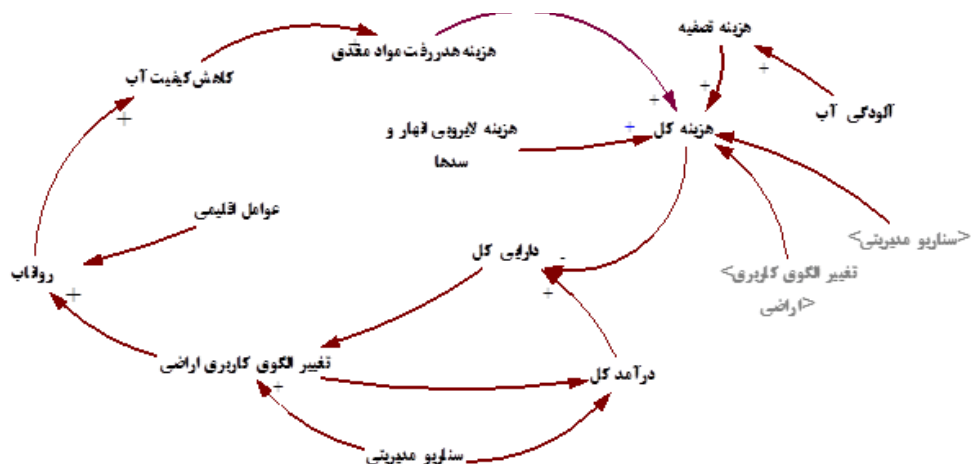 هزینه تصفیه
هزینه هدررفت مواد مغذی
کاهش کیفیت آب
آلودگی آب
هزینه کل
هزینه لایروبی انهار و
سدها
عوامل اقلیمی
<سناریو مدیریتی>
دارایی کل
<تغییر الگوی کاربری
اراضی>
رواناب
تغییر الگوی کاربری اراضی
درآمد کل
سناریو مدیریتی